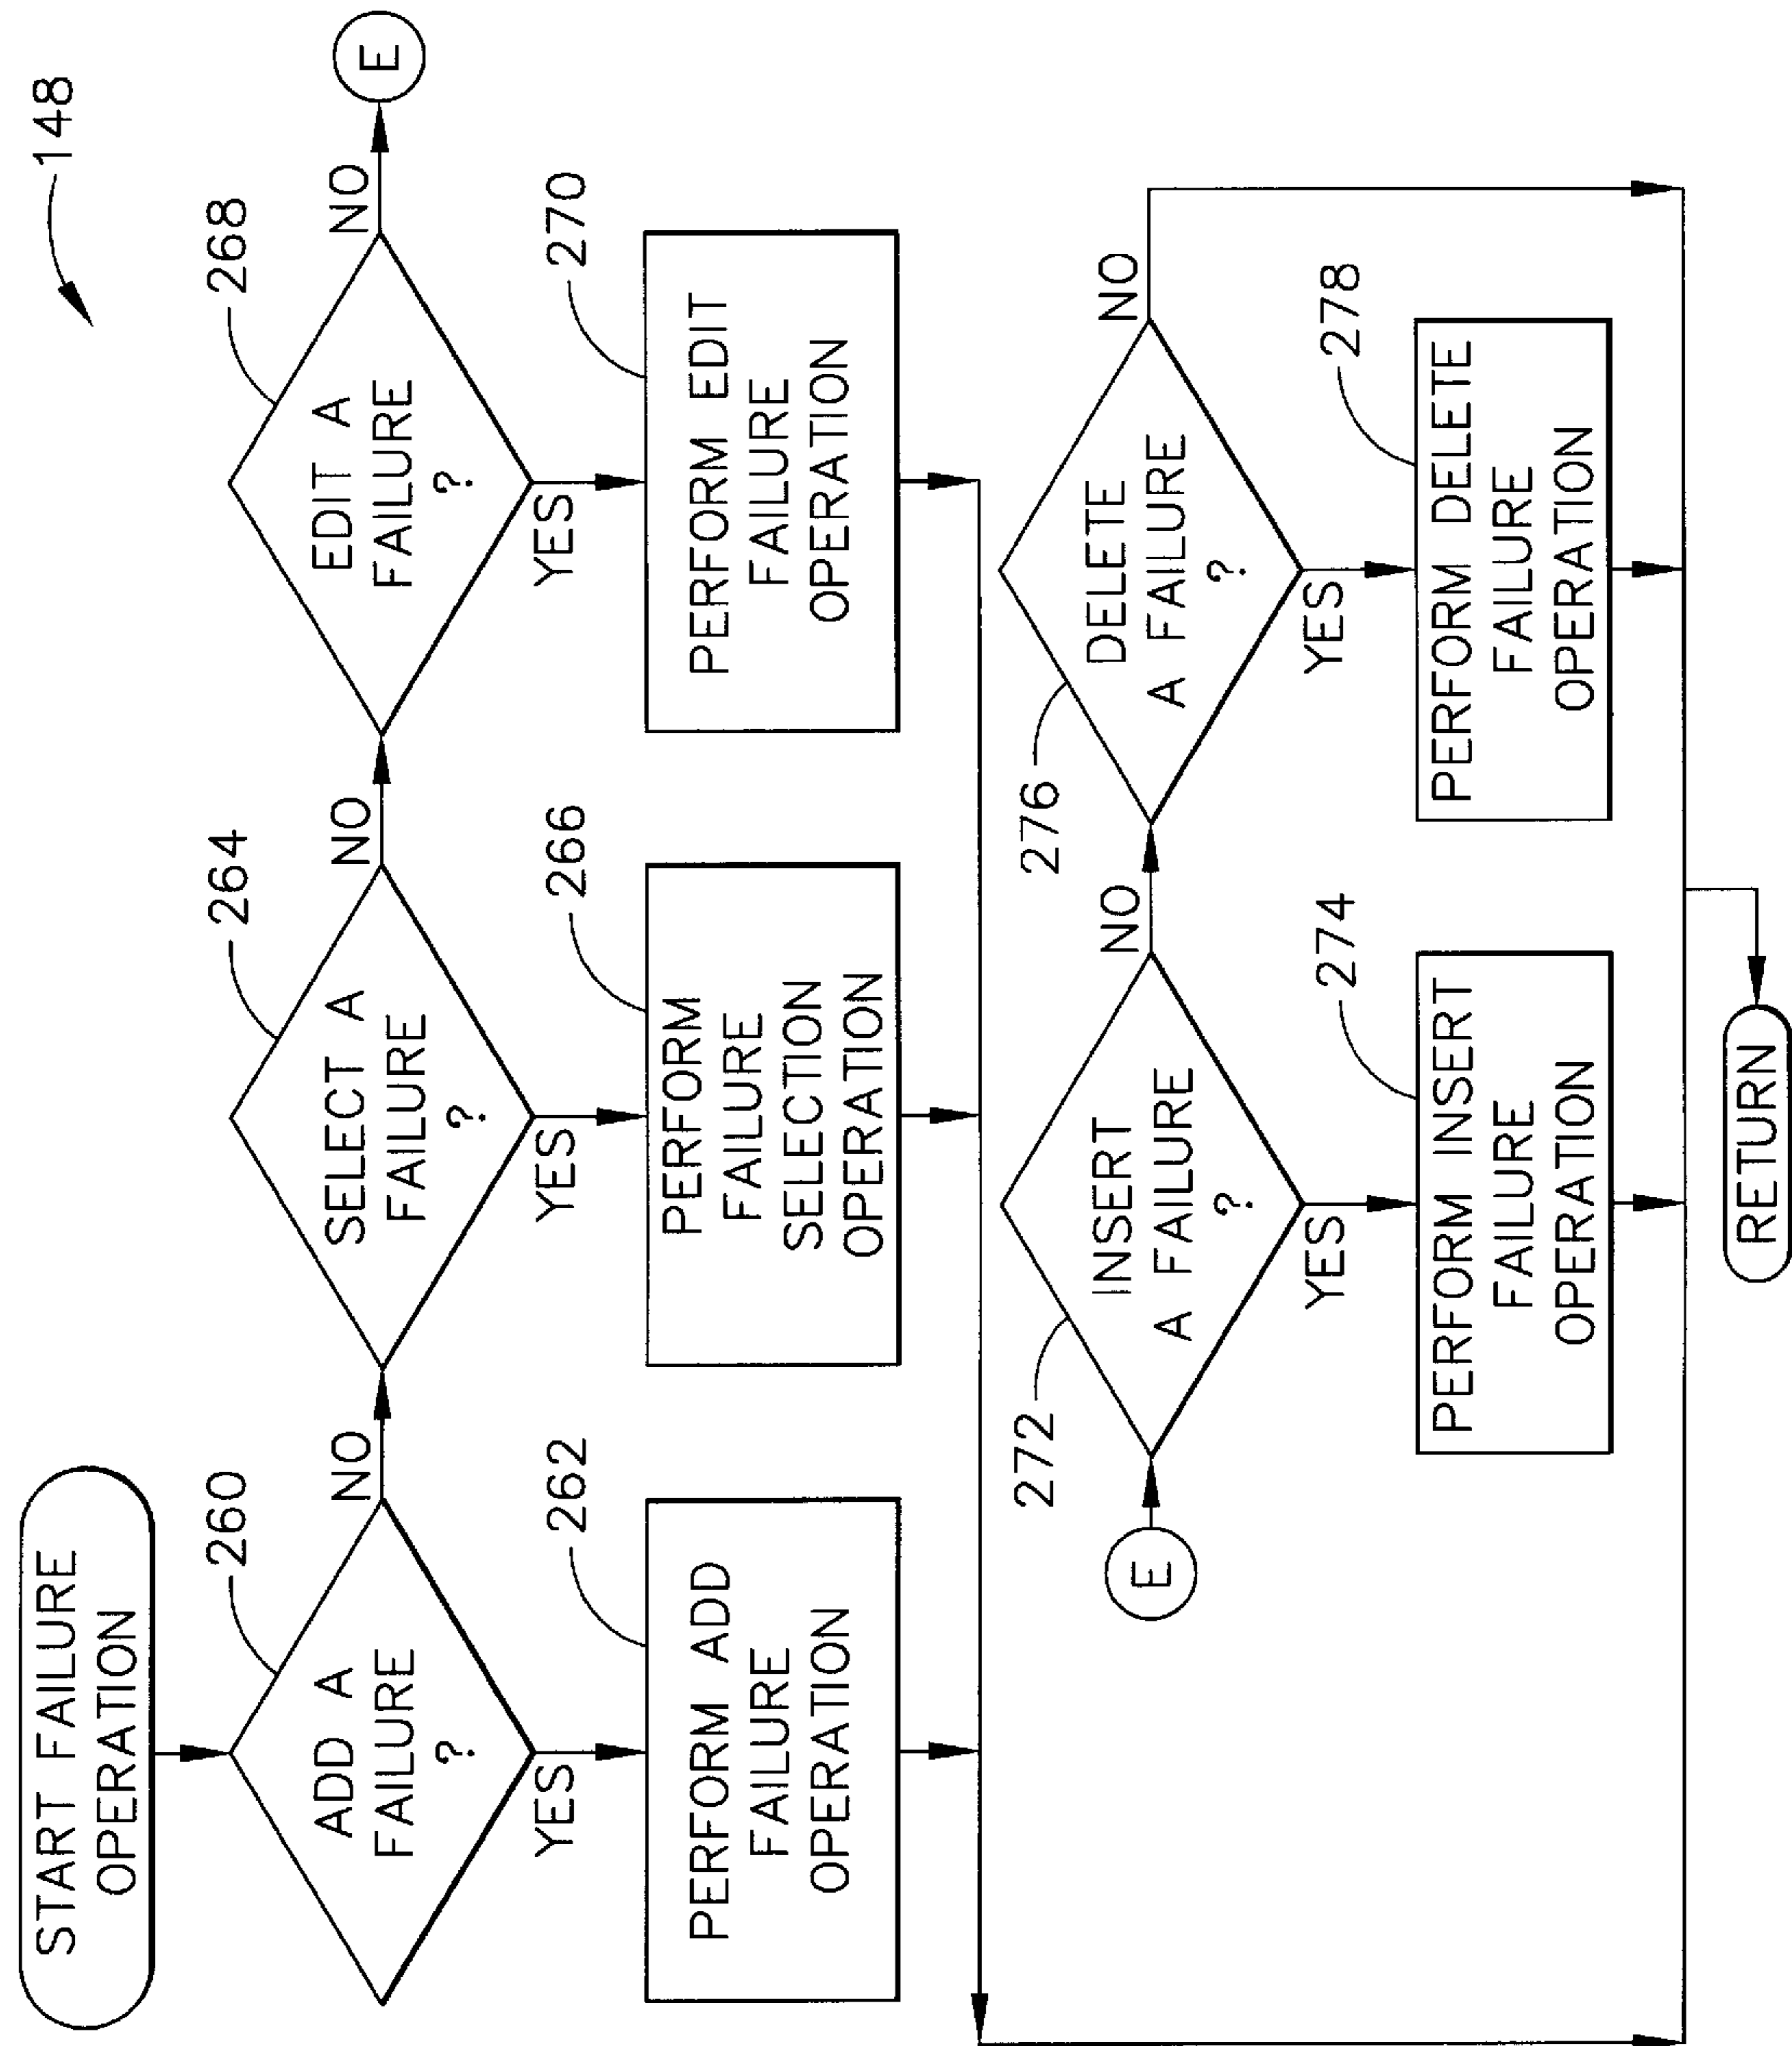 148
START FAILURE
OPERATION
260
ADD A
FAILURE
?
NO
YES
262
PERFORM ADD
FAILURE
OPERATION
264
SELECT A
FAILURE
?
NO
YES
266
PERFORM
FAILURE
SELECTION
OPERATION
268
EDIT A
FAILURE
?
NO
E
YES
270
PERFORM EDIT
FAILURE
OPERATION
E
272
INSERT
A FAILURE
?
NO
YES
274
PERFORM INSERT
FAILURE
OPERATION
276
DELETE
A FAILURE
?
NO
YES
278
PERFORM DELETE
FAILURE
OPERATION
RETURN